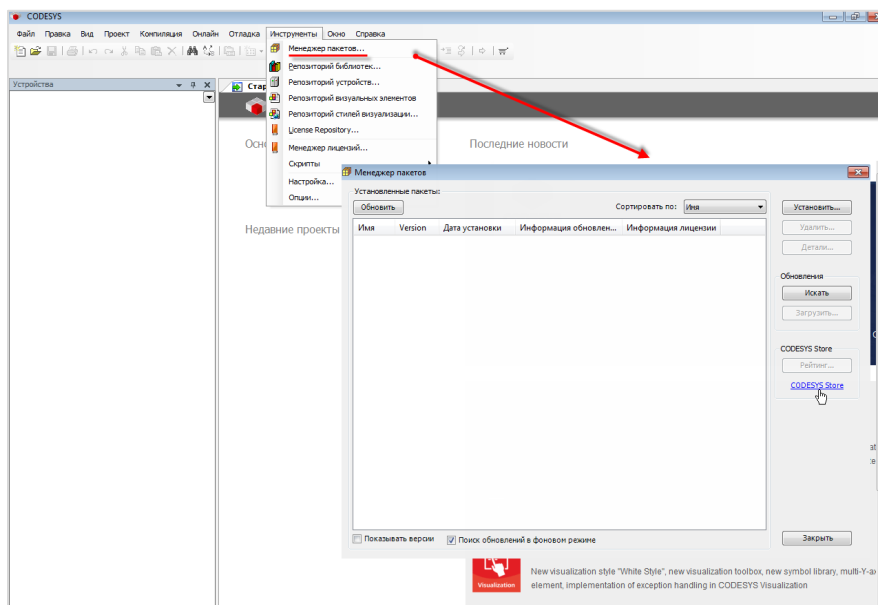 CODESYS
Файл Правка Вид Проект Компиляция Онлайн Отладка Инструменты Окно Справка
Менеджер пакетов...
Репозиторий библиотек...
Репозиторий устройств...
Репозиторий визуальных элементов
Репозиторий стилей визуализации...
License Repository...
Менеджер лицензий...
Скрипты
Настройка...
Опции...
Устройства
Стар
Осно
Последние новости
Недавние проекты
Менеджер пакетов
Установленные пакеты:
Обновить
Сортировать по: Имя
Имя Version Дата установки Информация обновлен... Информация лицензии
Установить...
Удалить...
Детали...
Обновления
Искать
Загрузить...
CODESYS Store
Рейтинг...
CODESYS Store
Показывать версии Поиск обновлений в фоновом режиме
Закрыть
Visualization
New visualization style "White Style", new visualization toolbox, new symbol library, multi-Y-a
element, implementation of exception handling in CODESYS Visualization